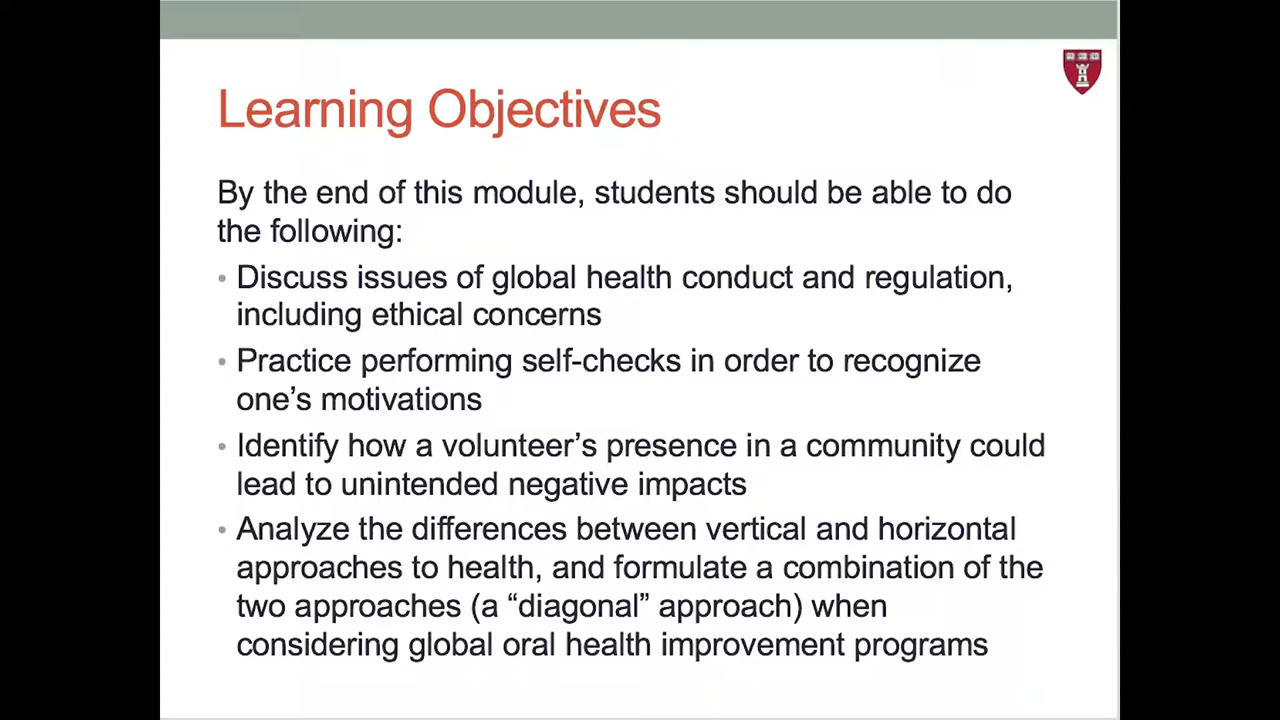 Learning Objectives
By the end of this module, students should be able to do
the following:
• Discuss issues of global health conduct and regulation,
including ethical concerns
• Practice performing self-checks in order to recognize
one’s motivations
• Identify how a volunteer’s presence in a community could
lead to unintended negative impacts
• Analyze the differences between vertical and horizontal
approaches to health, and formulate a combination of the
two approaches (a “diagonal” approach) when
considering global oral health improvement programs